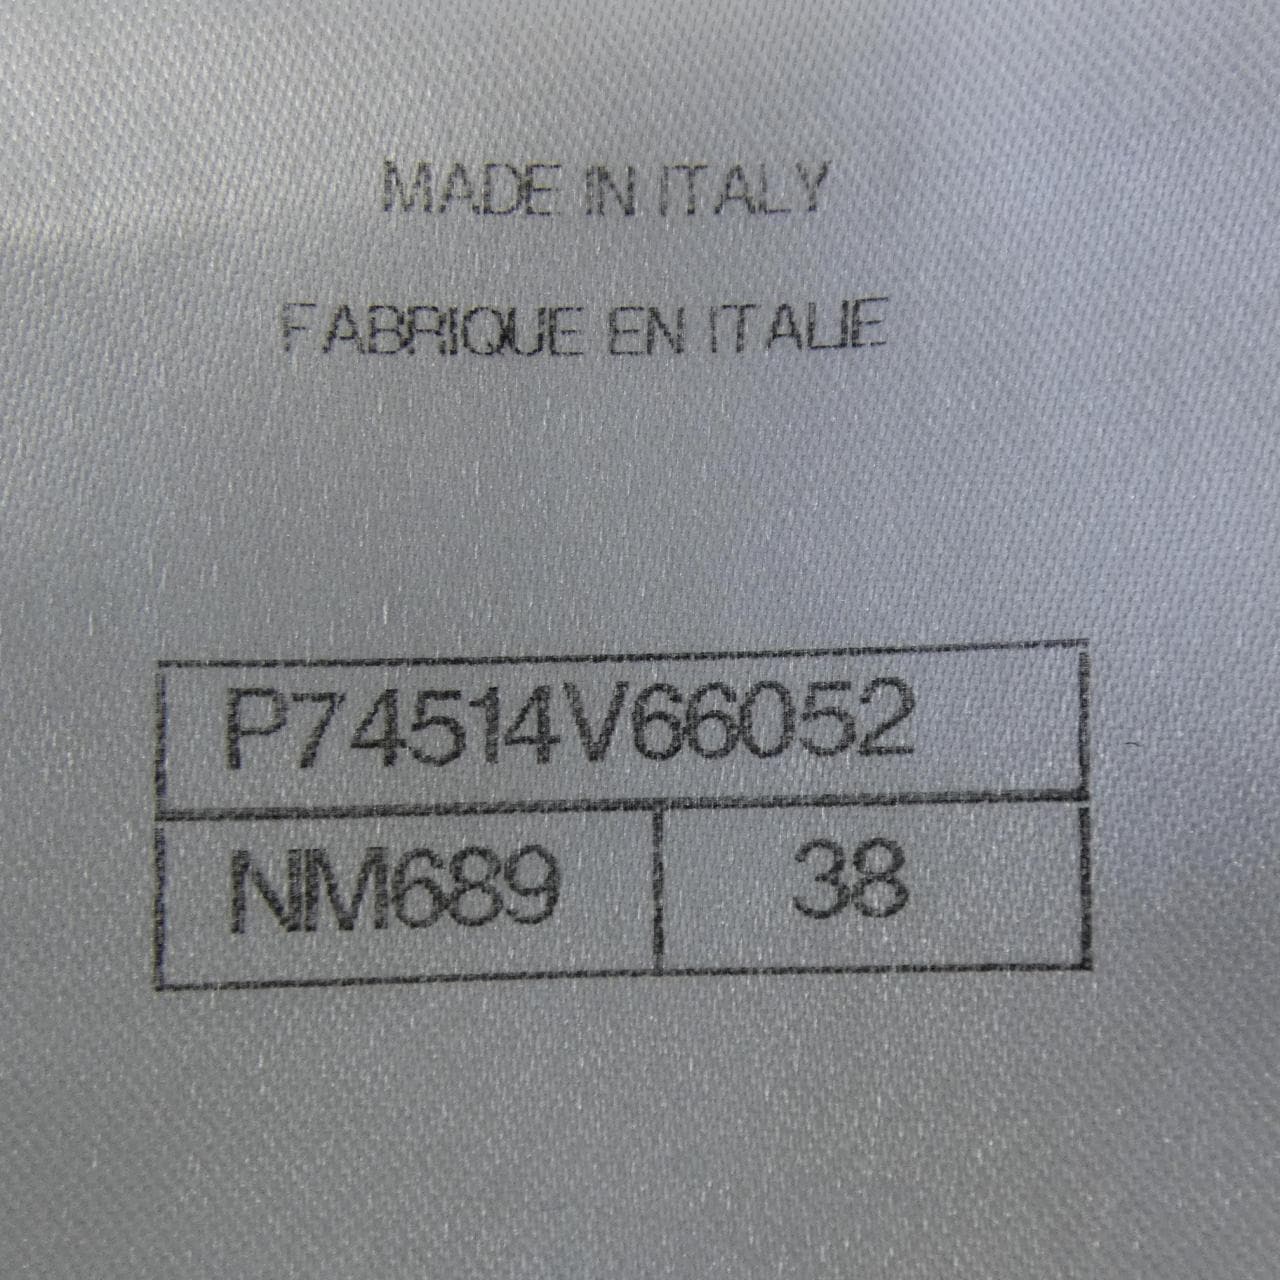 MADE IN ITALY
FABRIQUE EN ITALIE
P74514V66052
NM689 38